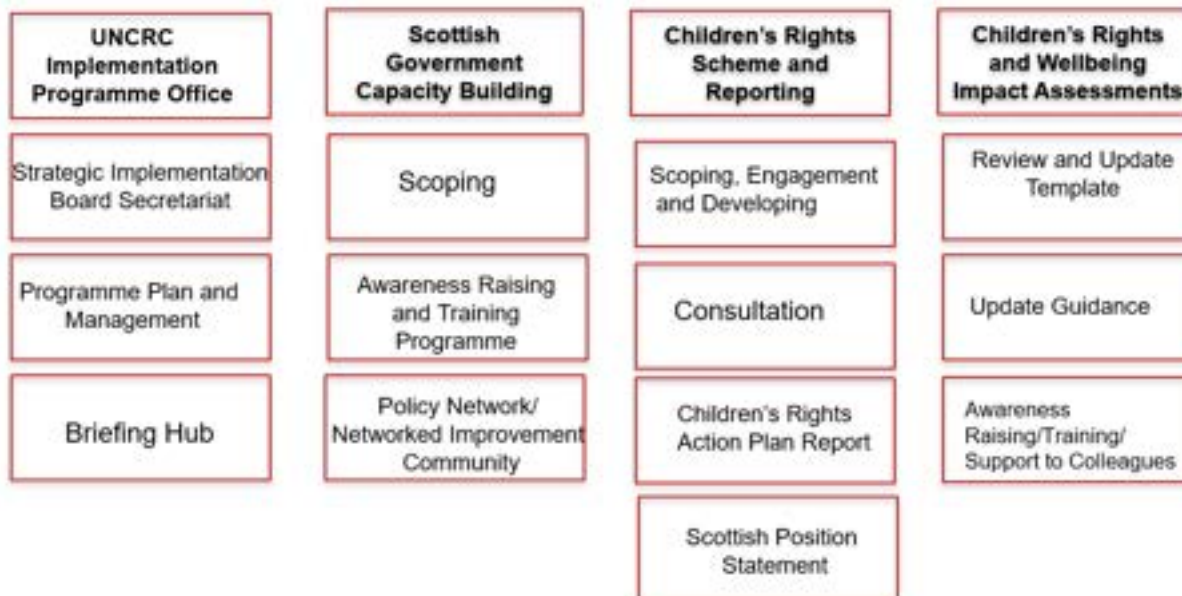 UNCRC
Implementation
Programme Office
Strategic Implementation
Board Secretariat
Programme Plan and
Management
Briefing Hub
Scottish
Government
Capacity Building
Scoping
Awareness Raising
and Training
Programme
Policy Network/
Networked Improvement
Community
Children's Rights
Scheme and
Reporting
Scoping, Engagement
and Developing
Consultation
Children's Rights
Action Plan Report
Scottish Position
Statement
Children's Rights
and Wellbeing
Impact Assessments
Review and Update
Template
Update Guidance
Awareness
Raising/Training/
Support to Colleagues